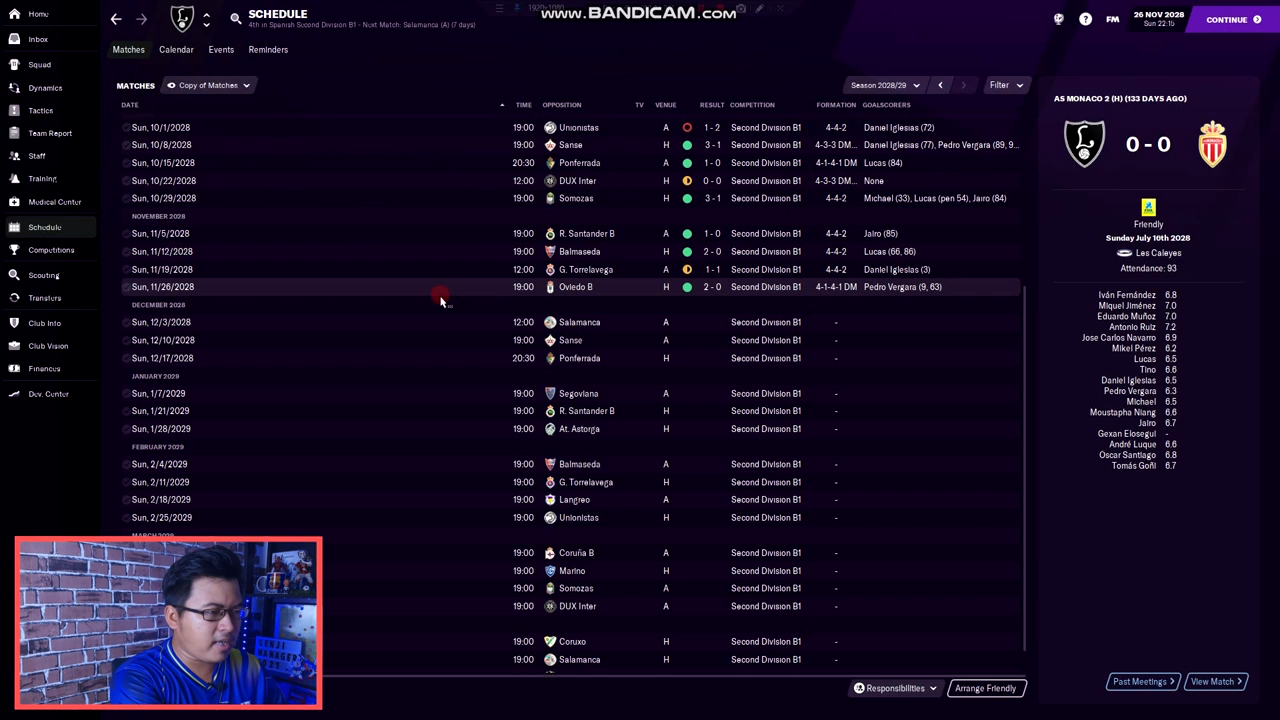 WWW.BANDICAM.COM
Home
Inbox
Squad
Dynamics
Tactics
Team Report
Staff
Training
Medical Center
Schedule
Competitions
Scouting
Transfers
Club Info
Club Vision
Finances
Dev. Center
SCHEDULE
4th in Spanish Second Division B1 - Next Match: Salamanca (A) (7 days)
FM
26 NOV 2028
Sun 22:15
CONTINUE
Matches Calendar Events Reminders
MATCHES Copy of Matches Season 2028/29 Filter
DATE TIME OPPOSITION TV VENUE RESULT COMPETITION FORMATION GOALSCORERS
Sun, 10/1/2028 19:00 Unionistas A 1 - 2 Second Division B1 4-4-2 Daniel Iglesias (72)
Sun, 10/8/2028 19:00 Sanse H 3 - 1 Second Division B1 4-3-3 DM... Daniel Iglesias (77), Pedro Vergara (89, 9...
Sun, 10/15/2028 20:30 Ponferrada A 1 - 0 Second Division B1 4-1-4-1 DM Lucas (84)
Sun, 10/22/2028 12:00 DUX Inter H 0 - 0 Second Division B1 4-3-3 DM... None
Sun, 10/29/2028 19:00 Somozas H 3 - 1 Second Division B1 4-4-2 Michael (33), Lucas (pen 54), Jairo (84)
NOVEMBER 2028
Sun, 11/5/2028 19:00 R. Santander B A 1 - 0 Second Division B1 4-4-2 Jairo (85)
Sun, 11/12/2028 19:00 Balmaseda H 2 - 0 Second Division B1 4-4-2 Lucas (66, 86)
Sun, 11/19/2028 12:00 G. Torrelavega A 1 - 1 Second Division B1 4-4-2 Daniel Iglesias (3)
Sun, 11/26/2028 19:00 Oviedo B H 2 - 0 Second Division B1 4-1-4-1 DM Pedro Vergara (9, 63)
DECEMBER 2028
Sun, 12/3/2028 12:00 Salamanca A Second Division B1 -
Sun, 12/10/2028 19:00 Sanse A Second Division B1 -
Sun, 12/17/2028 20:30 Ponferrada H Second Division B1 -
JANUARY 2029
Sun, 1/7/2029 19:00 Segoviana A Second Division B1 -
Sun, 1/21/2029 19:00 R. Santander B H Second Division B1 -
Sun, 1/28/2029 19:00 At. Astorga H Second Division B1 -
FEBRUARY 2029
Sun, 2/4/2029 19:00 Balmaseda A Second Division B1 -
Sun, 2/11/2029 19:00 G. Torrelavega H Second Division B1 -
Sun, 2/18/2029 19:00 Langreo A Second Division B1 -
Sun, 2/25/2029 19:00 Unionistas H Second Division B1 -
MARCH 2029
19:00 Coruña B A Second Division B1 -
19:00 Marino H Second Division B1 -
19:00 Somozas A Second Division B1 -
19:00 DUX Inter A Second Division B1 -
19:00 Coruxo H Second Division B1 -
19:00 Salamanca H Second Division B1 -
Responsibilities Arrange Friendly
AS MONACO 2 (H) (133 DAYS AGO)
0 - 0
Friendly
Sunday July 16th 2028
Les Caleyes
Attendance: 93
Iván Fernández 6.8
Miquel Jiménez 7.0
Eduardo Muñoz 7.0
Antonio Ruiz 7.2
Jose Carlos Navarro 6.9
Mikel Pérez 6.2
Lucas 6.5
Tino 6.6
Daniel Iglesias 6.5
Pedro Vergara 6.3
Michael 6.5
Moustapha Niang 6.6
Jairo 6.7
Gexan Elosegui -
André Luque 6.6
Oscar Santiago 6.8
Tomás Goñi 6.7
Past Meetings View Match